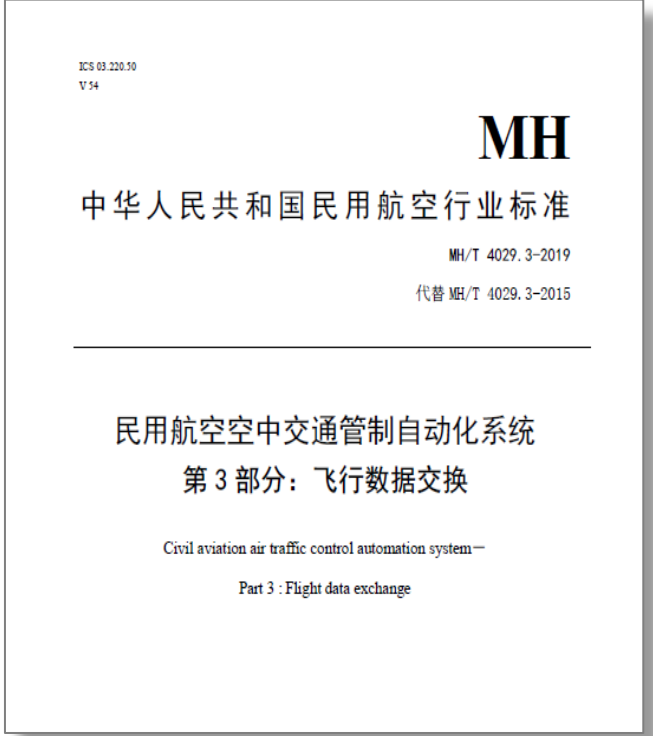 ICS 03.220.50
V 54
MH
中华人民共和国民用航空行业标准
MH/T 4029.3-2019
代替 MH/T 4029.3-2015
民用航空空中交通管制自动化系统
第 3 部分：飞行数据交换
Civil aviation air traffic control automation system—
Part 3 : Flight data exchange